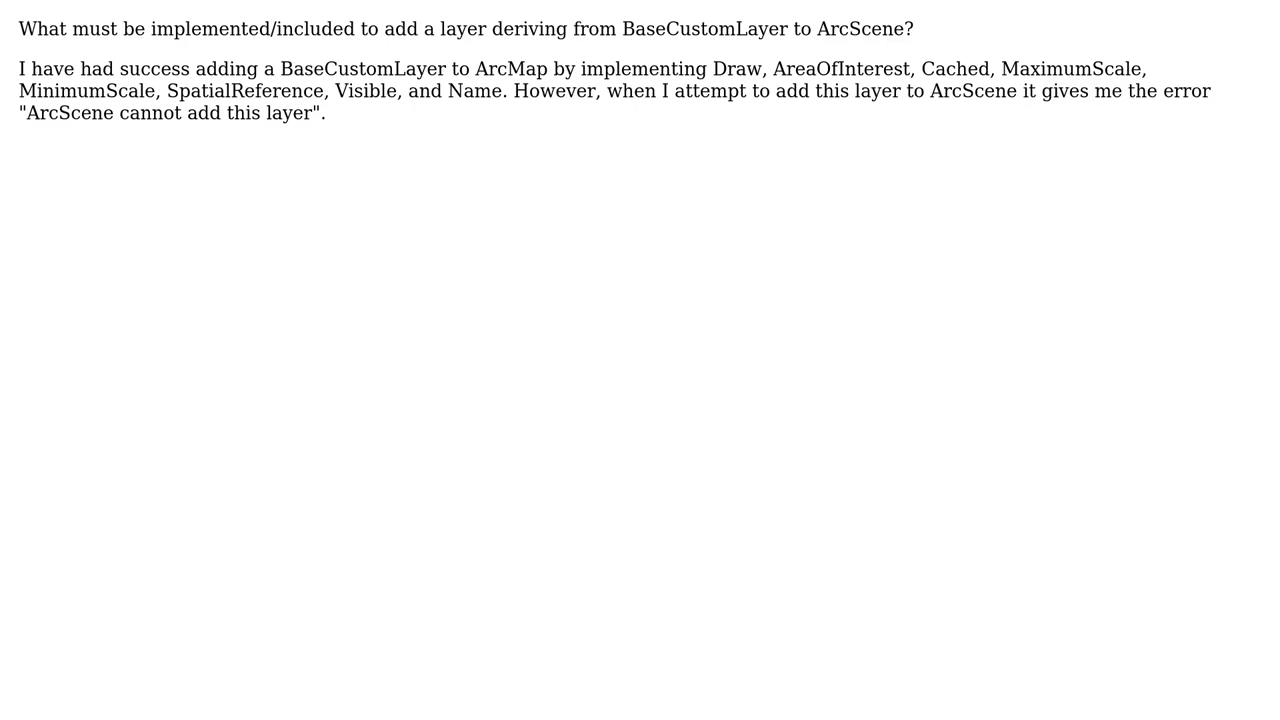 What must be implemented/included to add a layer deriving from BaseCustomLayer to ArcScene?
I have had success adding a BaseCustomLayer to ArcMap by implementing Draw, AreaOfInterest, Cached, MaximumScale,
MinimumScale, SpatialReference, Visible, and Name. However, when I attempt to add this layer to ArcScene it gives me the error
"ArcScene cannot add this layer".